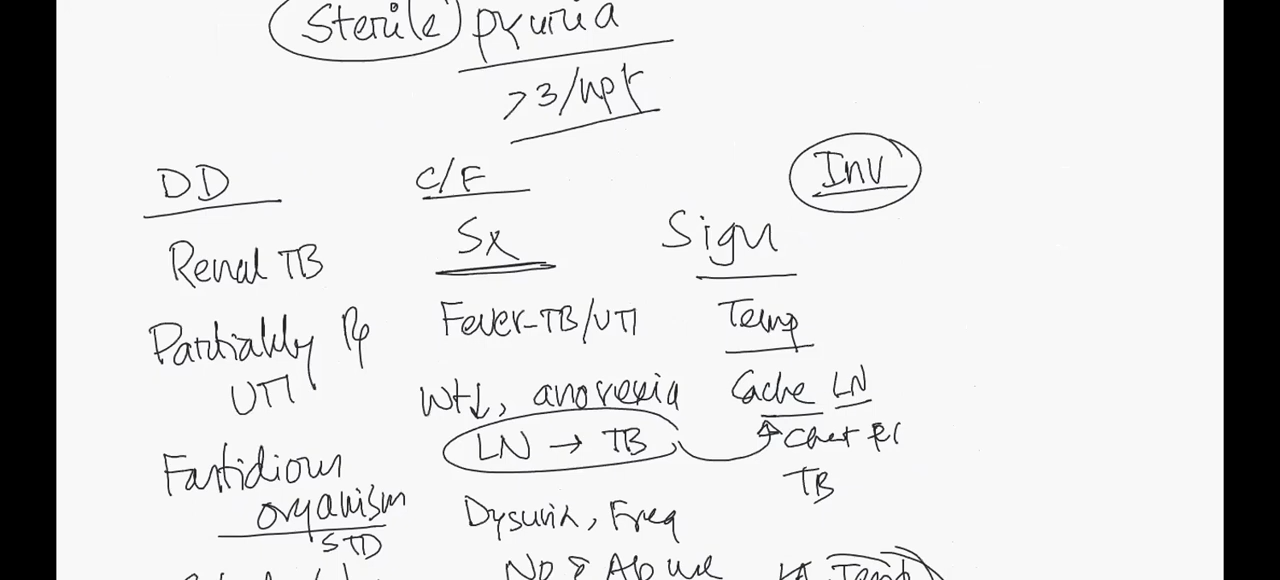 Sterile pyuria
>3/hpf
DD
Renal TB
Partially
UTI
Fastidious
organism
STD
C/F
Sx
Fever-TB/UTI
Wt↓, anorexia
LN → TB
Dysuria, Freq
Sign
Temp
Cache LN
Chest
TB
Inv